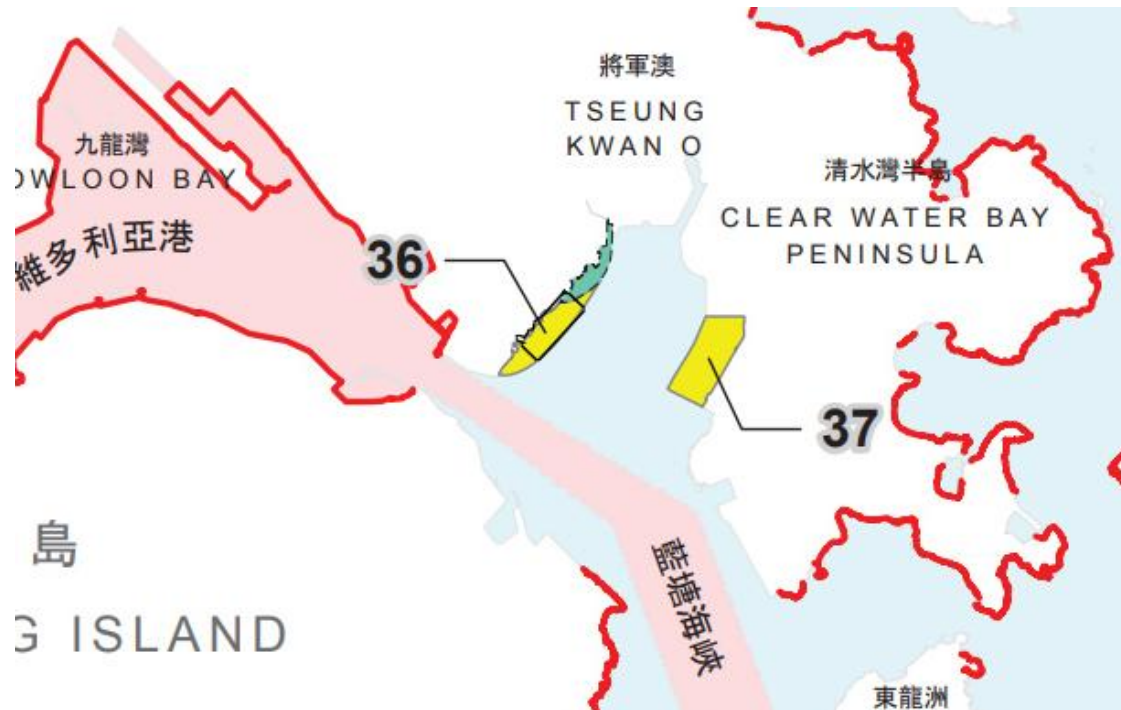 將軍澳
TSEUNG
KWAN O
九龍灣
OWLOON BAY
維多利亞港
清水灣半島
CLEAR WATER BAY
PENINSULA
36
37
島
G ISLAND
藍塘海峽
東龍洲